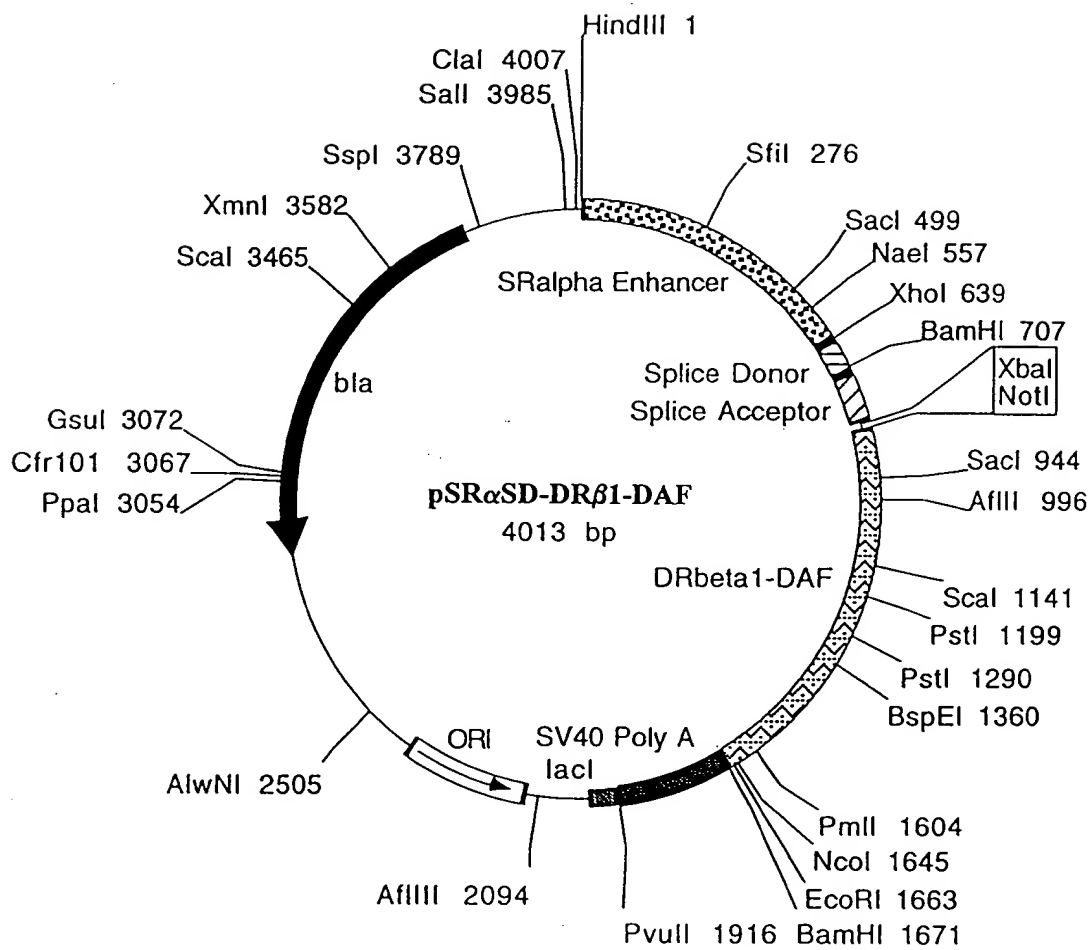 HindIII 1
ClaI 4007
SalI 3985
SspI 3789
SfiI 276
XmnI 3582
SacI 499
ScaI 3465
NaeI 557
SRalpha Enhancer
XhoI 639
BamHI 707
Splice Donor
XbaI
NotI
bla
Splice Acceptor
GsuI 3072
Cfr101 3067
PpaI 3054
SacI 944
AflII 996
pSRαSD-DRβ1-DAF
4013 bp
DRbeta1-DAF
ScaI 1141
PstI 1199
PstI 1290
BspEI 1360
ORI
SV40 Poly A
lacI
AlwNI 2505
PmlI 1604
NcoI 1645
AflIII 2094
EcoRI 1663
PvuII 1916
BamHI 1671